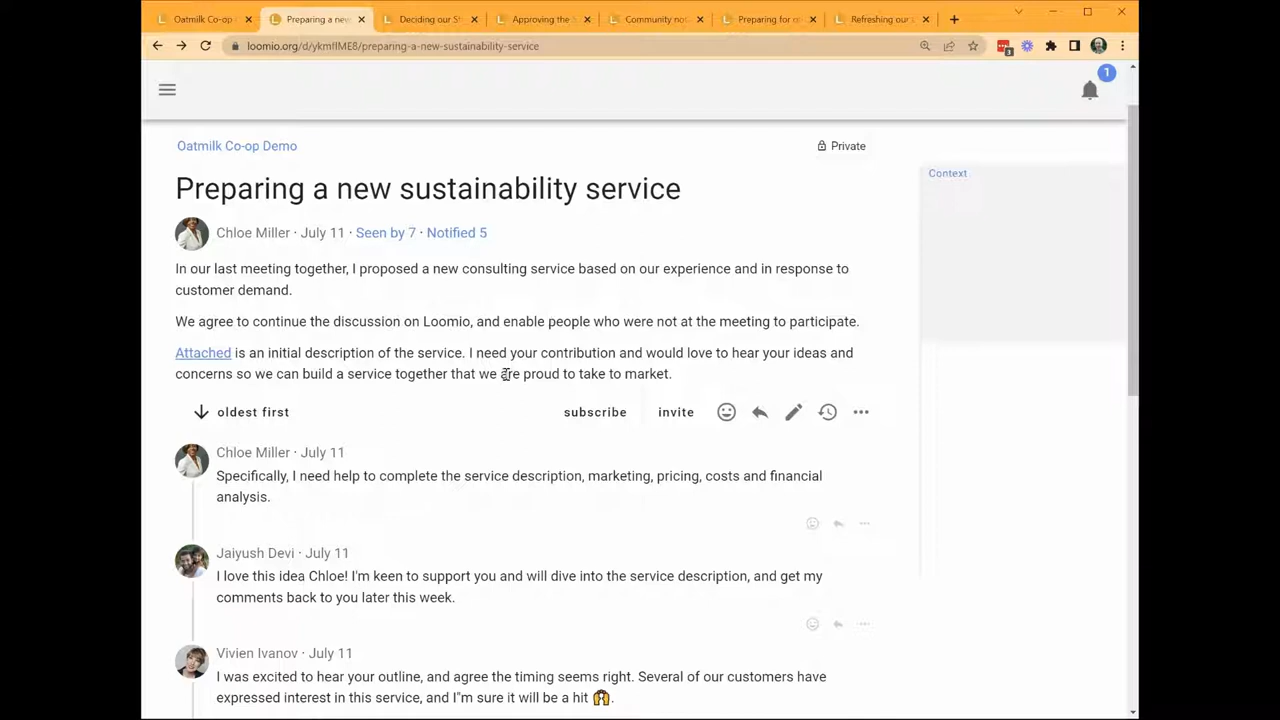 Oatmilk Co-op
Preparing a new
Deciding our St
Approving the
Community no
Preparing for
Refreshing our
loomio.org/d/ykmflME8/preparing-a-new-sustainability-service
3
1
Oatmilk Co-op Demo
Private
Context
Preparing a new sustainability service
Chloe Miller · July 11 · Seen by 7 · Notified 5
In our last meeting together, I proposed a new consulting service based on our experience and in response to
customer demand.
We agree to continue the discussion on Loomio, and enable people who were not at the meeting to participate.
Attached is an initial description of the service. I need your contribution and would love to hear your ideas and
concerns so we can build a service together that we are proud to take to market.
oldest first
subscribe
invite
Chloe Miller · July 11
Specifically, I need help to complete the service description, marketing, pricing, costs and financial
analysis.
Jaiyush Devi · July 11
I love this idea Chloe! I'm keen to support you and will dive into the service description, and get my
comments back to you later this week.
Vivien Ivanov · July 11
I was excited to hear your outline, and agree the timing seems right. Several of our customers have
expressed interest in this service, and I"m sure it will be a hit 🙌.